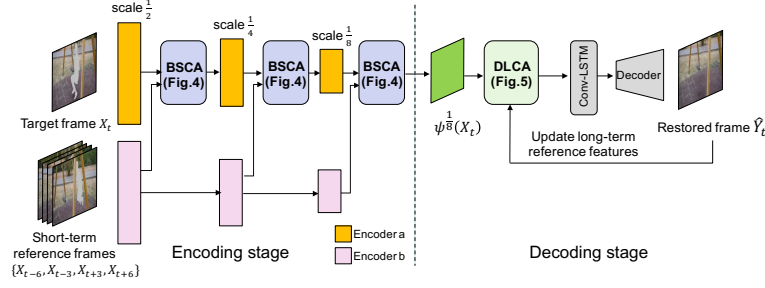 scale 1/2
scale 1/4
scale 1/8
BSCA
(Fig.4)
BSCA
(Fig.4)
BSCA
(Fig.4)
DLCA
(Fig.5)
Conv-LSTM
Decoder
Target frame X_t
ψ^{1/8}(X_t)
Update long-term
reference features
Restored frame Ŷ_t
Short-term
reference frames
{X_{t-6}, X_{t-3}, X_{t+3}, X_{t+6}}
Encoding stage
Encoder a
Encoder b
Decoding stage